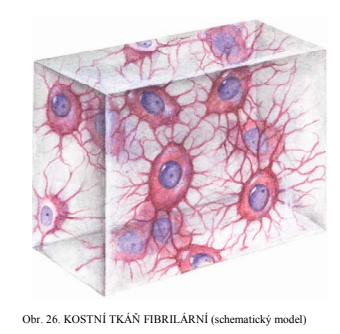 Obr. 26. KOSTNÍ TKÁŇ FIBRILÁRNÍ (schematický model)